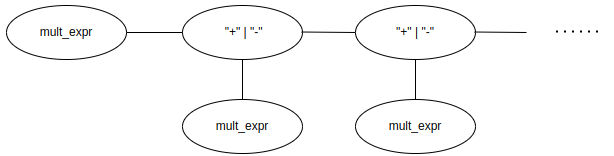 mult_expr
"+" | "-"
"+" | "-"
......
mult_expr
mult_expr